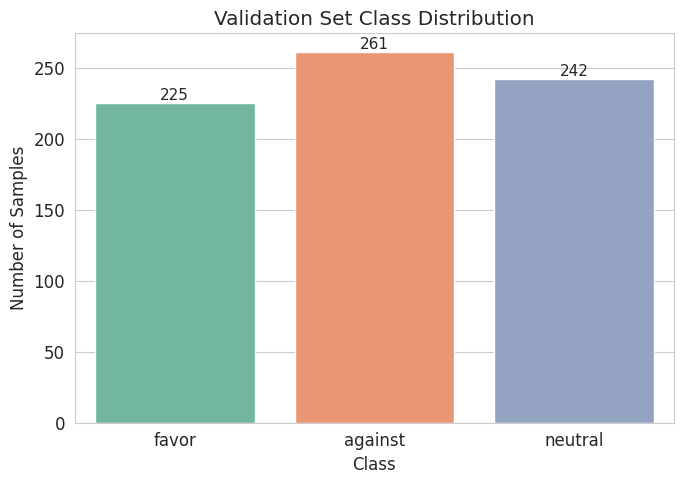 Validation Set Class Distribution
Number of Samples
250
200
150
100
50
0
225
261
242
favor
against
neutral
Class